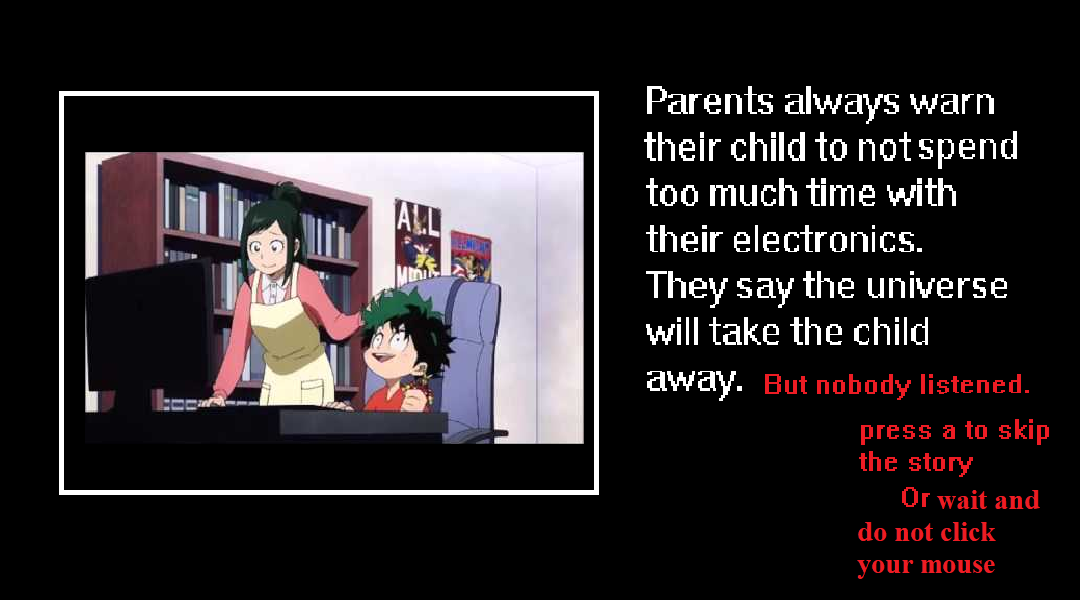 Parents always warn
their child to not spend
too much time with
their electronics.
They say the universe
will take the child
away. But nobody listened.
press a to skip
the story
Or wait and
do not click
your mouse
ALL
MIGHT